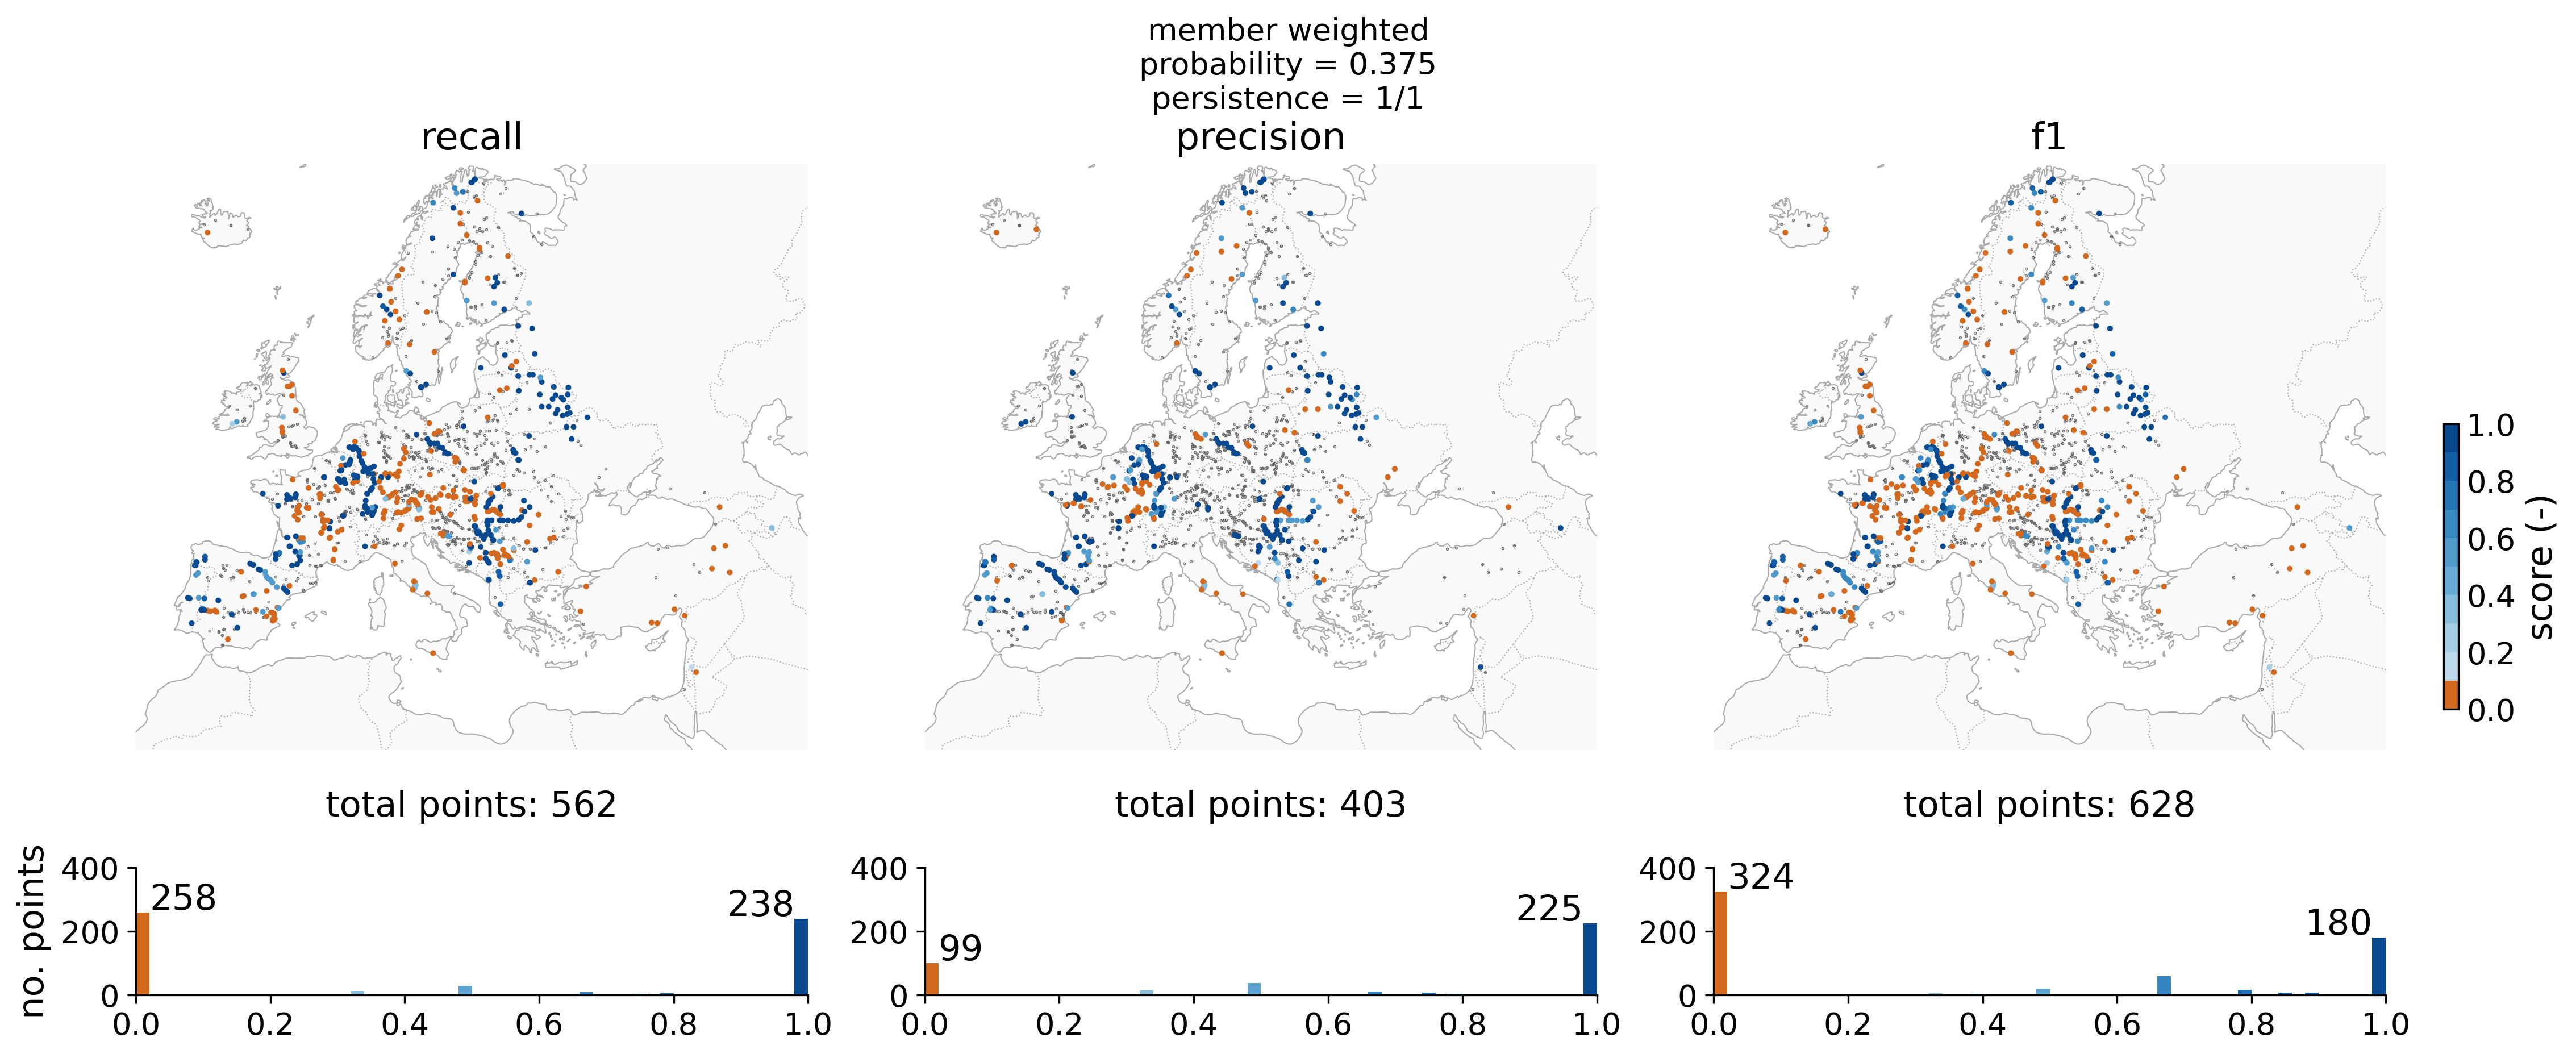 member weighted
probability = 0.375
persistence = 1/1
recall
precision
f1
1.0
0.8
0.6
0.4
0.2
0.0
score (-)
total points: 562
total points: 403
total points: 628
no. points
400
200
0
258
238
0.0 0.2 0.4 0.6 0.8 1.0
400
200
0
99
225
0.0 0.2 0.4 0.6 0.8 1.0
400
200
0
324
180
0.0 0.2 0.4 0.6 0.8 1.0